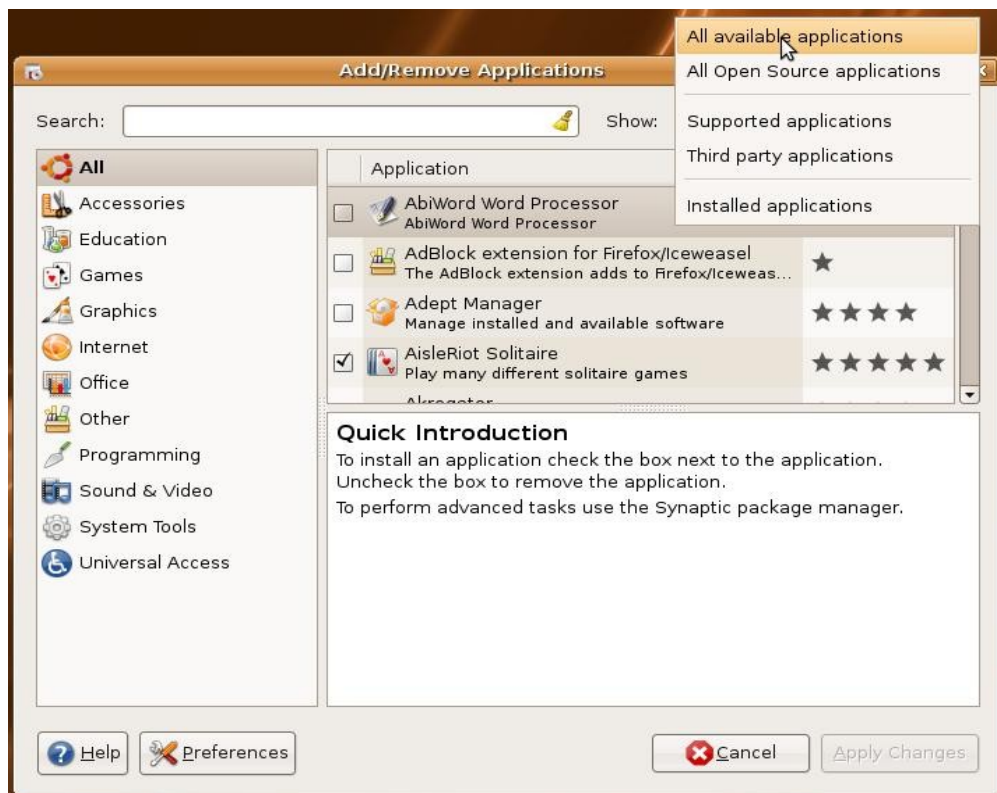 All available applications
All Open Source applications
Supported applications
Third party applications
Installed applications
Add/Remove Applications
Search:
Show:
All
Accessories
Education
Games
Graphics
Internet
Office
Other
Programming
Sound & Video
System Tools
Universal Access
Application
AbiWord Word Processor
AbiWord Word Processor
AdBlock extension for Firefox/Iceweasel
The AdBlock extension adds to Firefox/Iceweas...
Adept Manager
Manage installed and available software
AisleRiot Solitaire
Play many different solitaire games
Akregator
Quick Introduction
To install an application check the box next to the application.
Uncheck the box to remove the application.
To perform advanced tasks use the Synaptic package manager.
Help
Preferences
Cancel
Apply Changes